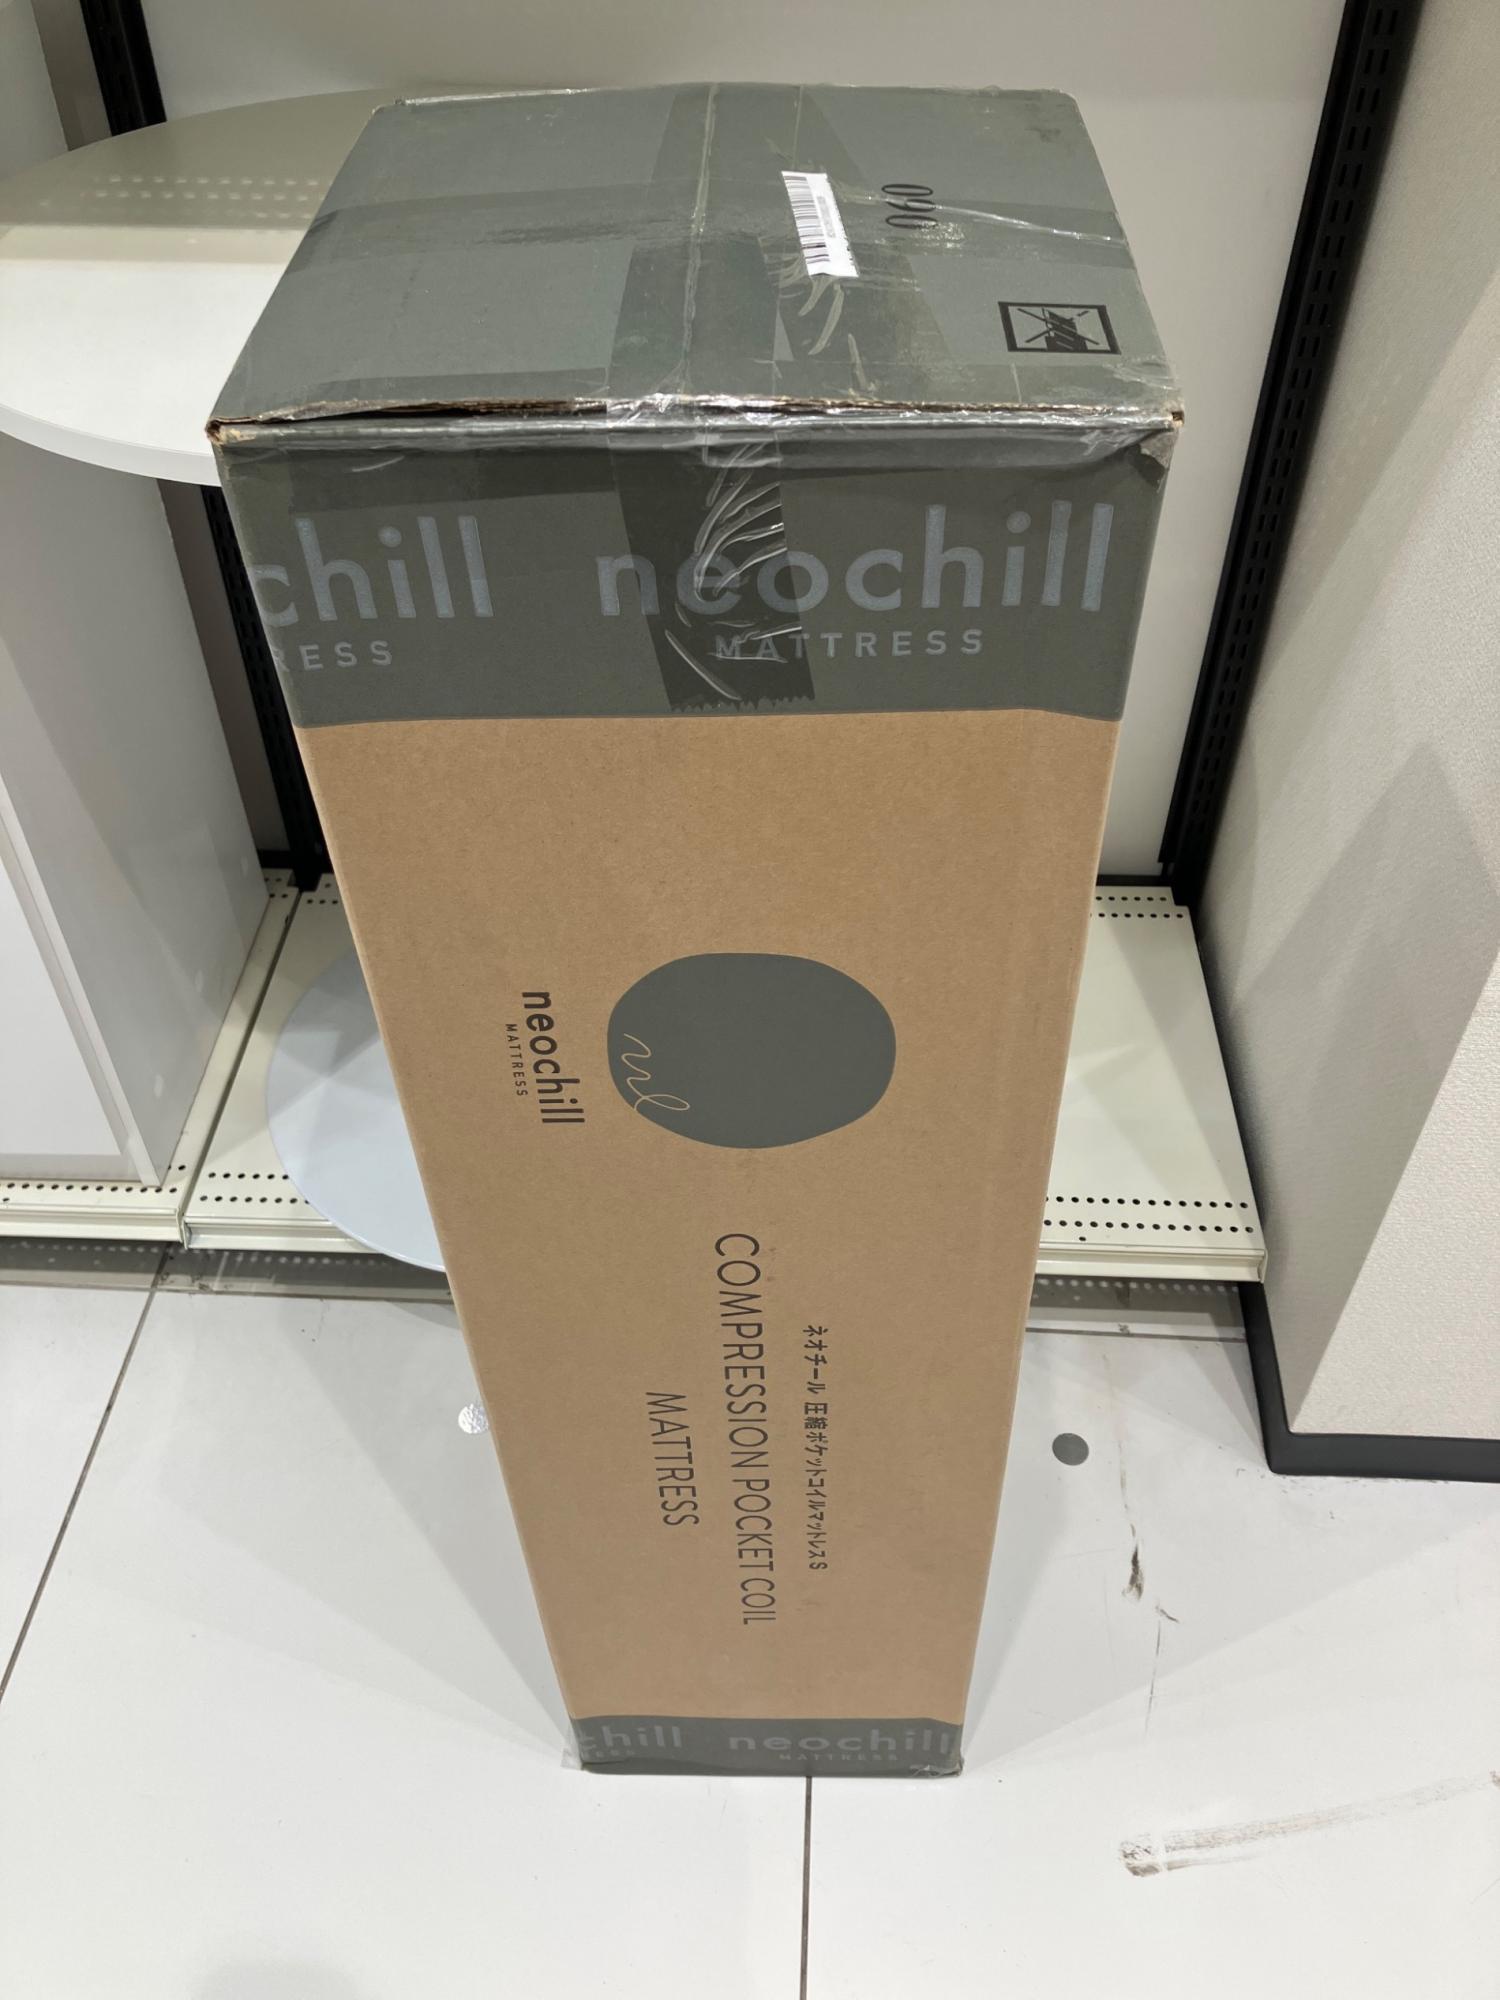 090
chill
RESS
neochill
MATTRESS
neochill
MATTRESS
ネオチール 圧縮ポケットコイルマットレスS
COMPRESSION POCKET COIL
MATTRESS
chill
RESS
neochill
MATTRESS